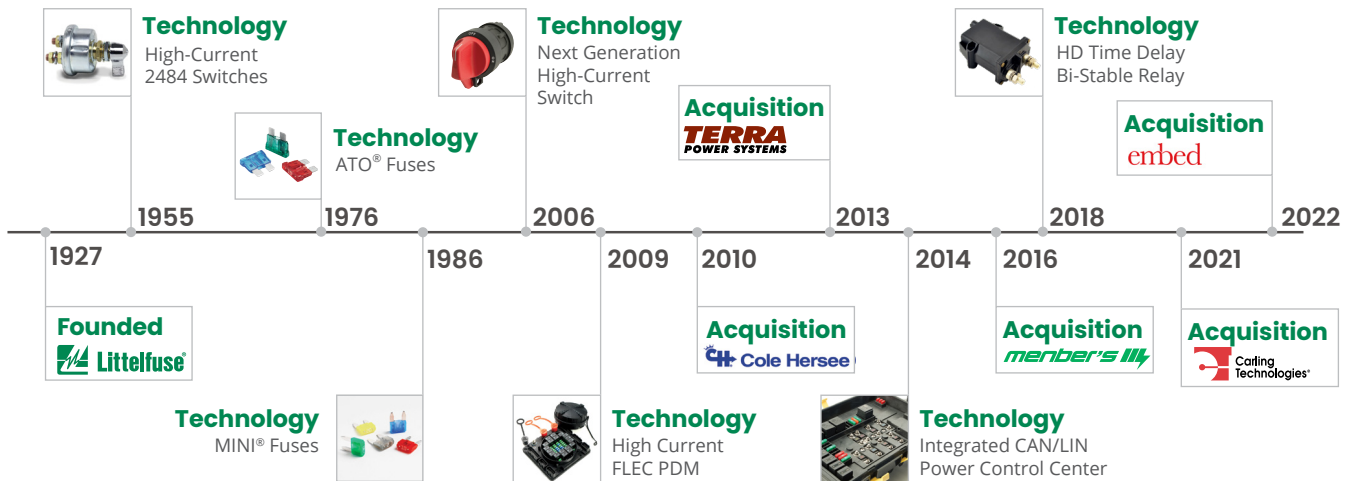 Technology
High-Current
2484 Switches
Technology
ATO® Fuses
Technology
Next Generation
High-Current
Switch
Acquisition
TERRA
POWER SYSTEMS
Technology
HD Time Delay
Bi-Stable Relay
Acquisition
embed
1955
1976
2006
2013
2018
2022
1927
1986
2009
2010
2014
2016
2021
Founded
Littelfuse®
Technology
MINI® Fuses
Technology
High Current
FLEC PDM
Acquisition
CH Cole Hersee
Technology
Integrated CAN/LIN
Power Control Center
Acquisition
menber's
Acquisition
Carling
Technologies®